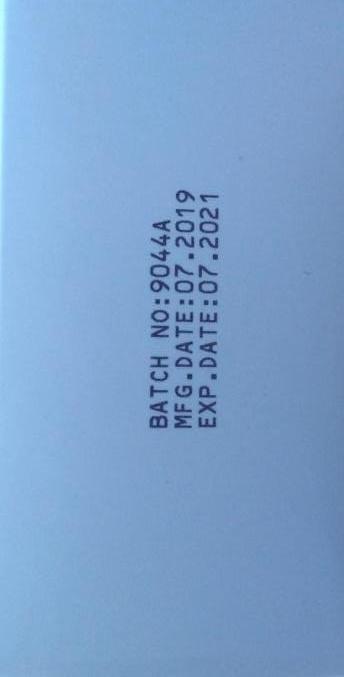 BATCH NO:9044A
MFG.DATE:07.2019
EXP.DATE:07.2021